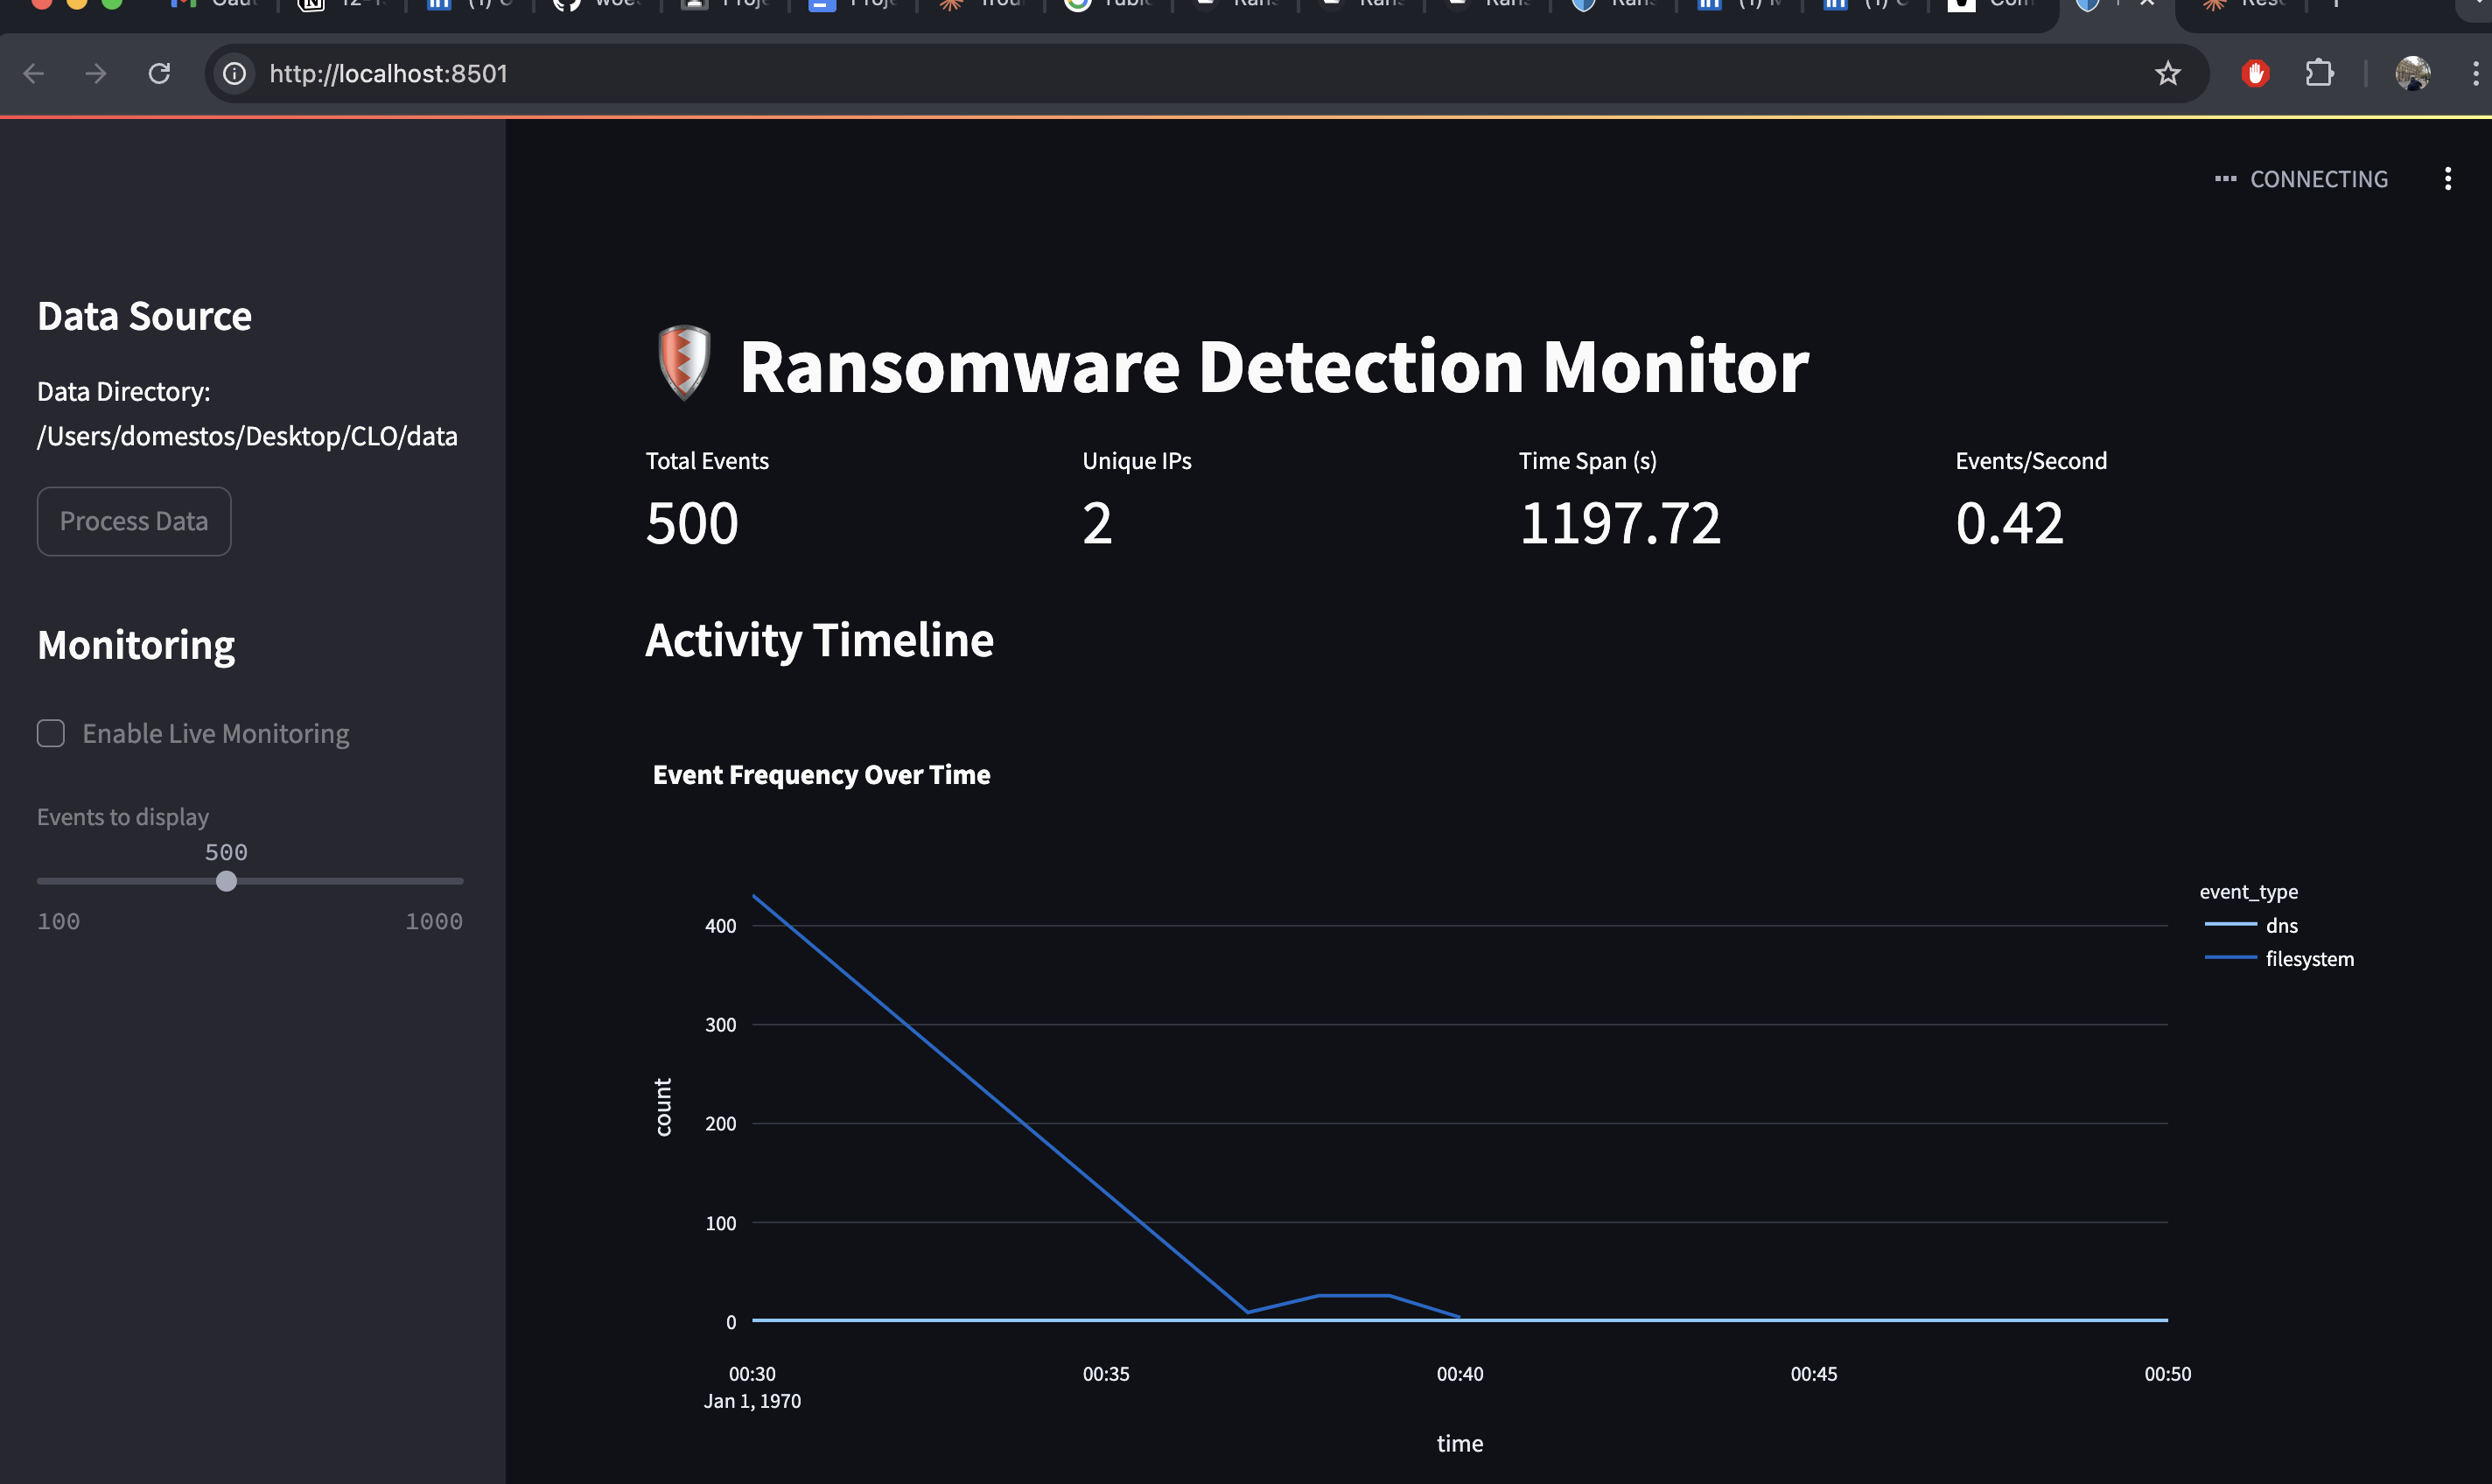 http://localhost:8501
CONNECTING
Data Source
Data Directory:
/Users/domestos/Desktop/CLO/data
Process Data
Monitoring
Enable Live Monitoring
Events to display
500
100 1000
Ransomware Detection Monitor
Total Events Unique IPs Time Span (s) Events/Second
500 2 1197.72 0.42
Activity Timeline
Event Frequency Over Time
event_type
dns
filesystem
400
300
200
100
0
count
00:30 00:35 00:40 00:45 00:50
Jan 1, 1970
time